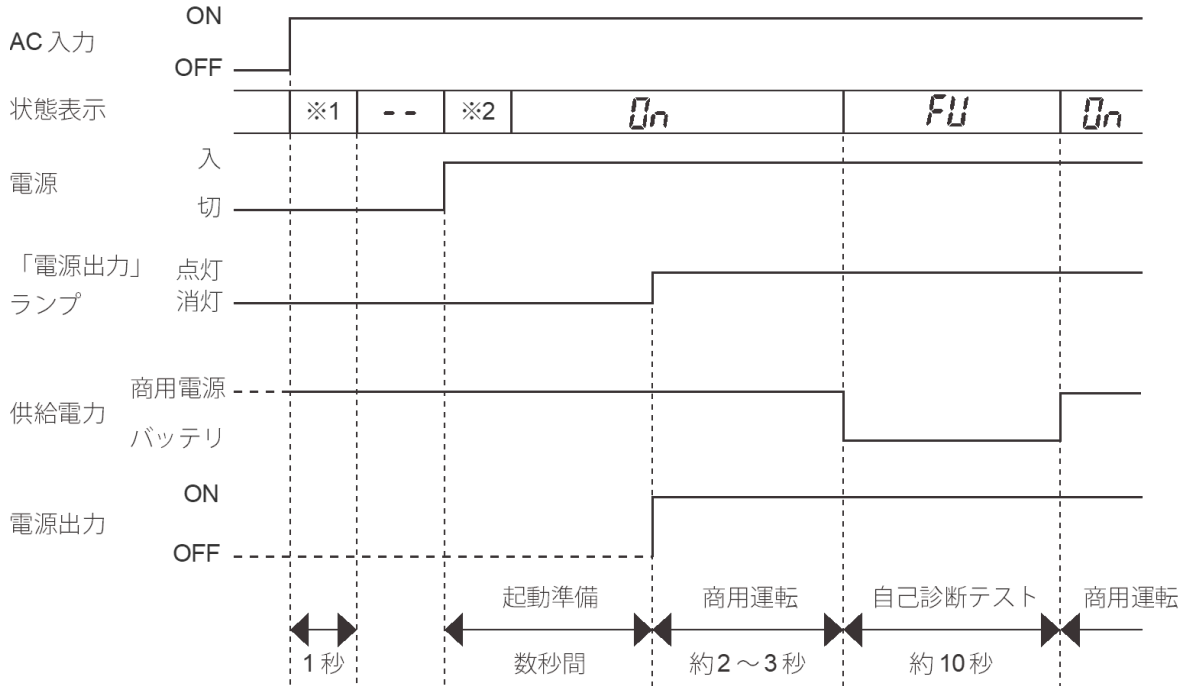 ON
AC 入力
OFF
状態表示 ※1 - - ※2 0n FU 0n
入
電源
切
「電源出力」 点灯
ランプ 消灯
商用電源
供給電力
バッテリ
ON
電源出力
OFF
起動準備 商用運転 自己診断テスト 商用運転
1 秒 数秒間 約2～3秒 約 10 秒